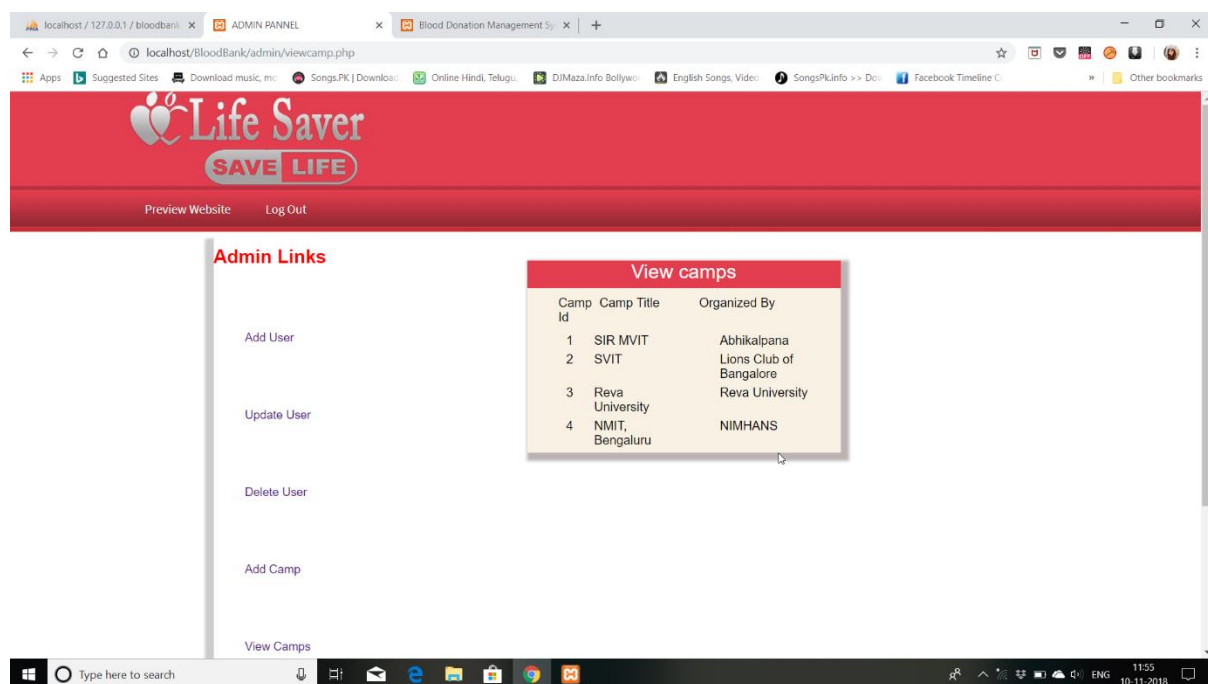 localhost / 127.0.0.1 / bloodbank
ADMIN PANNEL
Blood Donation Management Sy
localhost/BloodBank/admin/viewcamp.php
Apps
Suggested Sites
Download music, mo
Songs.PK | Download
Online Hindi, Telugu,
DJMaza.Info Bollywo
English Songs, Video
SongsPk.info >> Do
Facebook Timeline C
»
Other bookmarks
Life Saver
SAVE LIFE
Preview Website Log Out
Admin Links
Add User
Update User
Delete User
Add Camp
View Camps
View camps
Camp Camp Title Organized By
Id
1 SIR MVIT Abhikalpana
2 SVIT Lions Club of
Bangalore
3 Reva Reva University
University
4 NMIT, NIMHANS
Bengaluru
Type here to search
ENG
11:55
10-11-2018